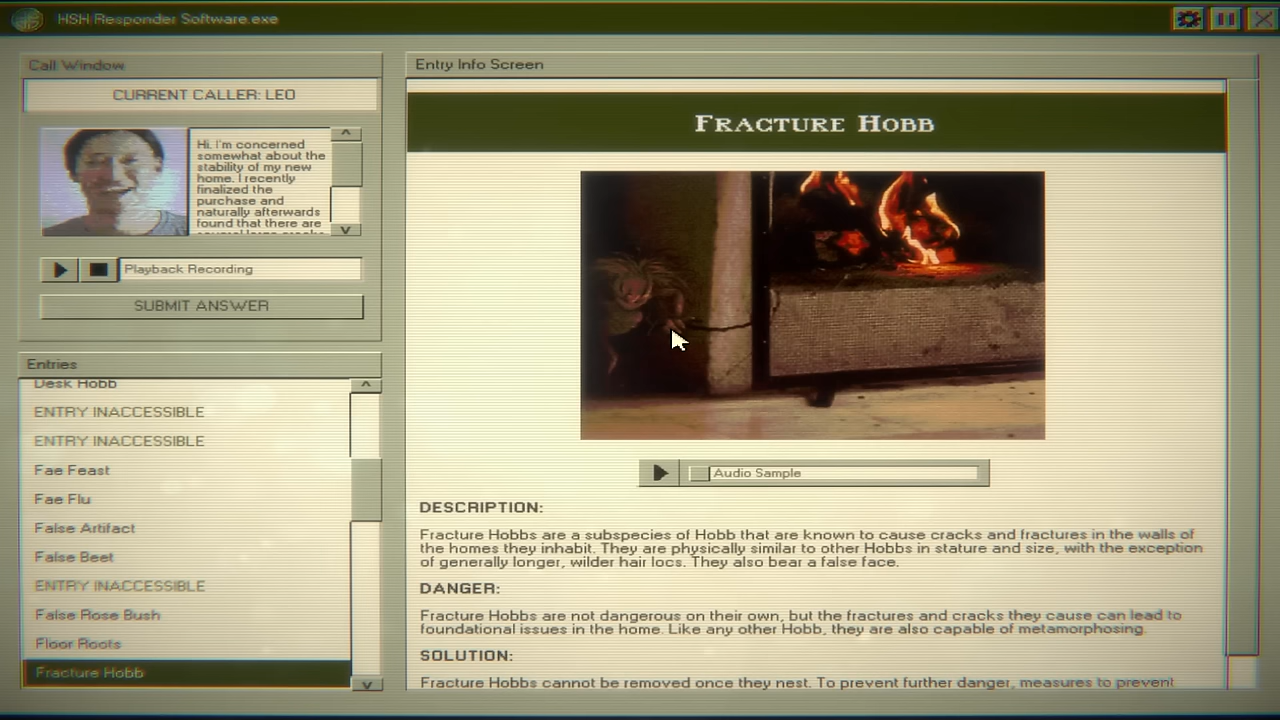 HSH Responder Software.exe
Call Window
CURRENT CALLER: LEO
Hi, I'm concerned
somewhat about the
stability of my new
home. I recently
finalized the
purchase and
naturally afterwards
found that there are
several large cracks
Playback Recording
SUBMIT ANSWER
Entries
Desk Hobb
ENTRY INACCESSIBLE
ENTRY INACCESSIBLE
Fae Feast
Fae Flu
False Artifact
False Beet
ENTRY INACCESSIBLE
False Rose Bush
Floor Roots
Fracture Hobb
Entry Info Screen
FRACTURE HOBB
Audio Sample
DESCRIPTION:
Fracture Hobbs are a subspecies of Hobb that are known to cause cracks and fractures in the walls of
the homes they inhabit. They are physically similar to other Hobbs in stature and size, with the exception
of generally longer, wilder hair locs. They also bear a false face.
DANGER:
Fracture Hobbs are not dangerous on their own, but the fractures and cracks they cause can lead to
foundational issues in the home. Like any other Hobb, they are also capable of metamorphosing.
SOLUTION:
Fracture Hobbs cannot be removed once they nest. To prevent further danger, measures to prevent